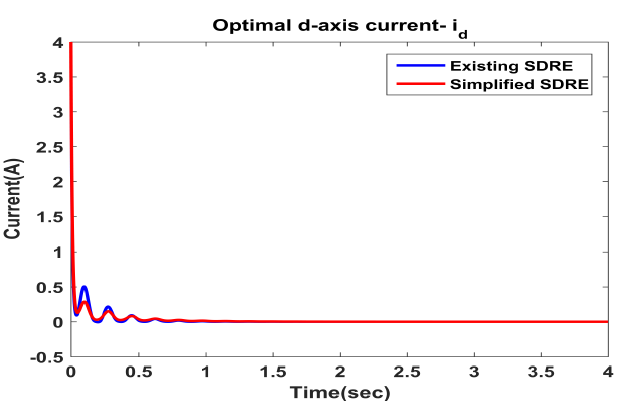 Optimal d-axis current- i_d
Existing SDRE
Simplified SDRE
Current(A)
4
3.5
3
2.5
2
1.5
1
0.5
0
-0.5
0 0.5 1 1.5 2 2.5 3 3.5 4
Time(sec)